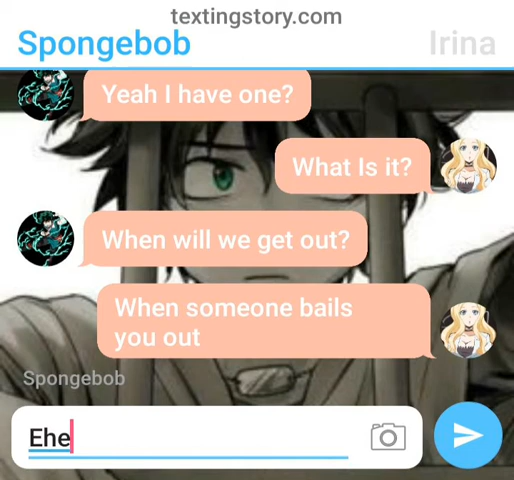 textingstory.com
Spongebob
Irina
Yeah I have one?
What Is it?
When will we get out?
When someone bails
you out
Spongebob
Ehe